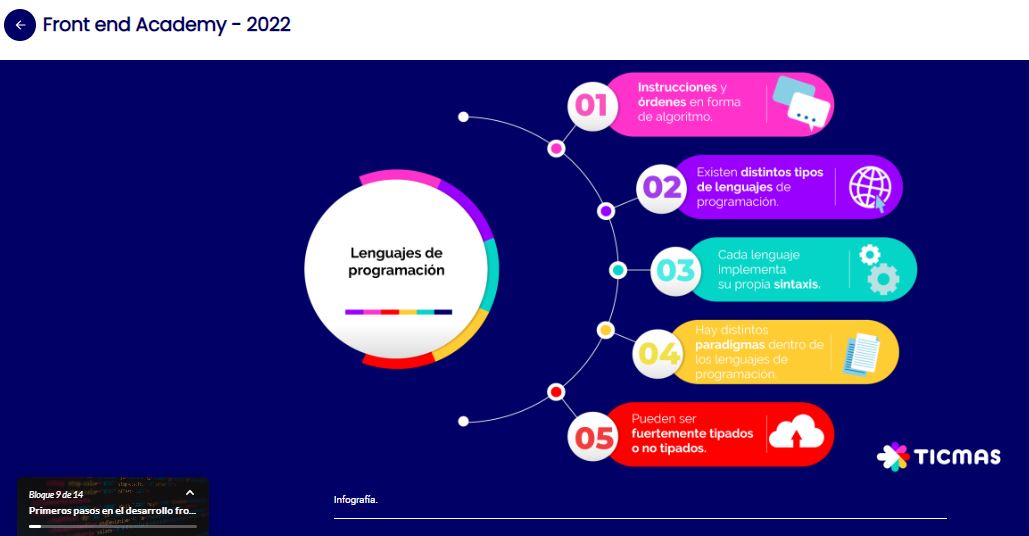 Front end Academy - 2022
Lenguajes de
programación
01
Instrucciones y
órdenes en forma
de algoritmo.
02
Existen distintos tipos
de lenguajes de
programación.
03
Cada lenguaje
implementa
su propia sintaxis.
04
Hay distintos
paradigmas dentro de
los lenguajes de
programación.
05
Pueden ser
fuertemente tipados
o no tipados.
TICMAS
Bloque 9 de 14
Primeros pasos en el desarrollo fro...
Infografía.